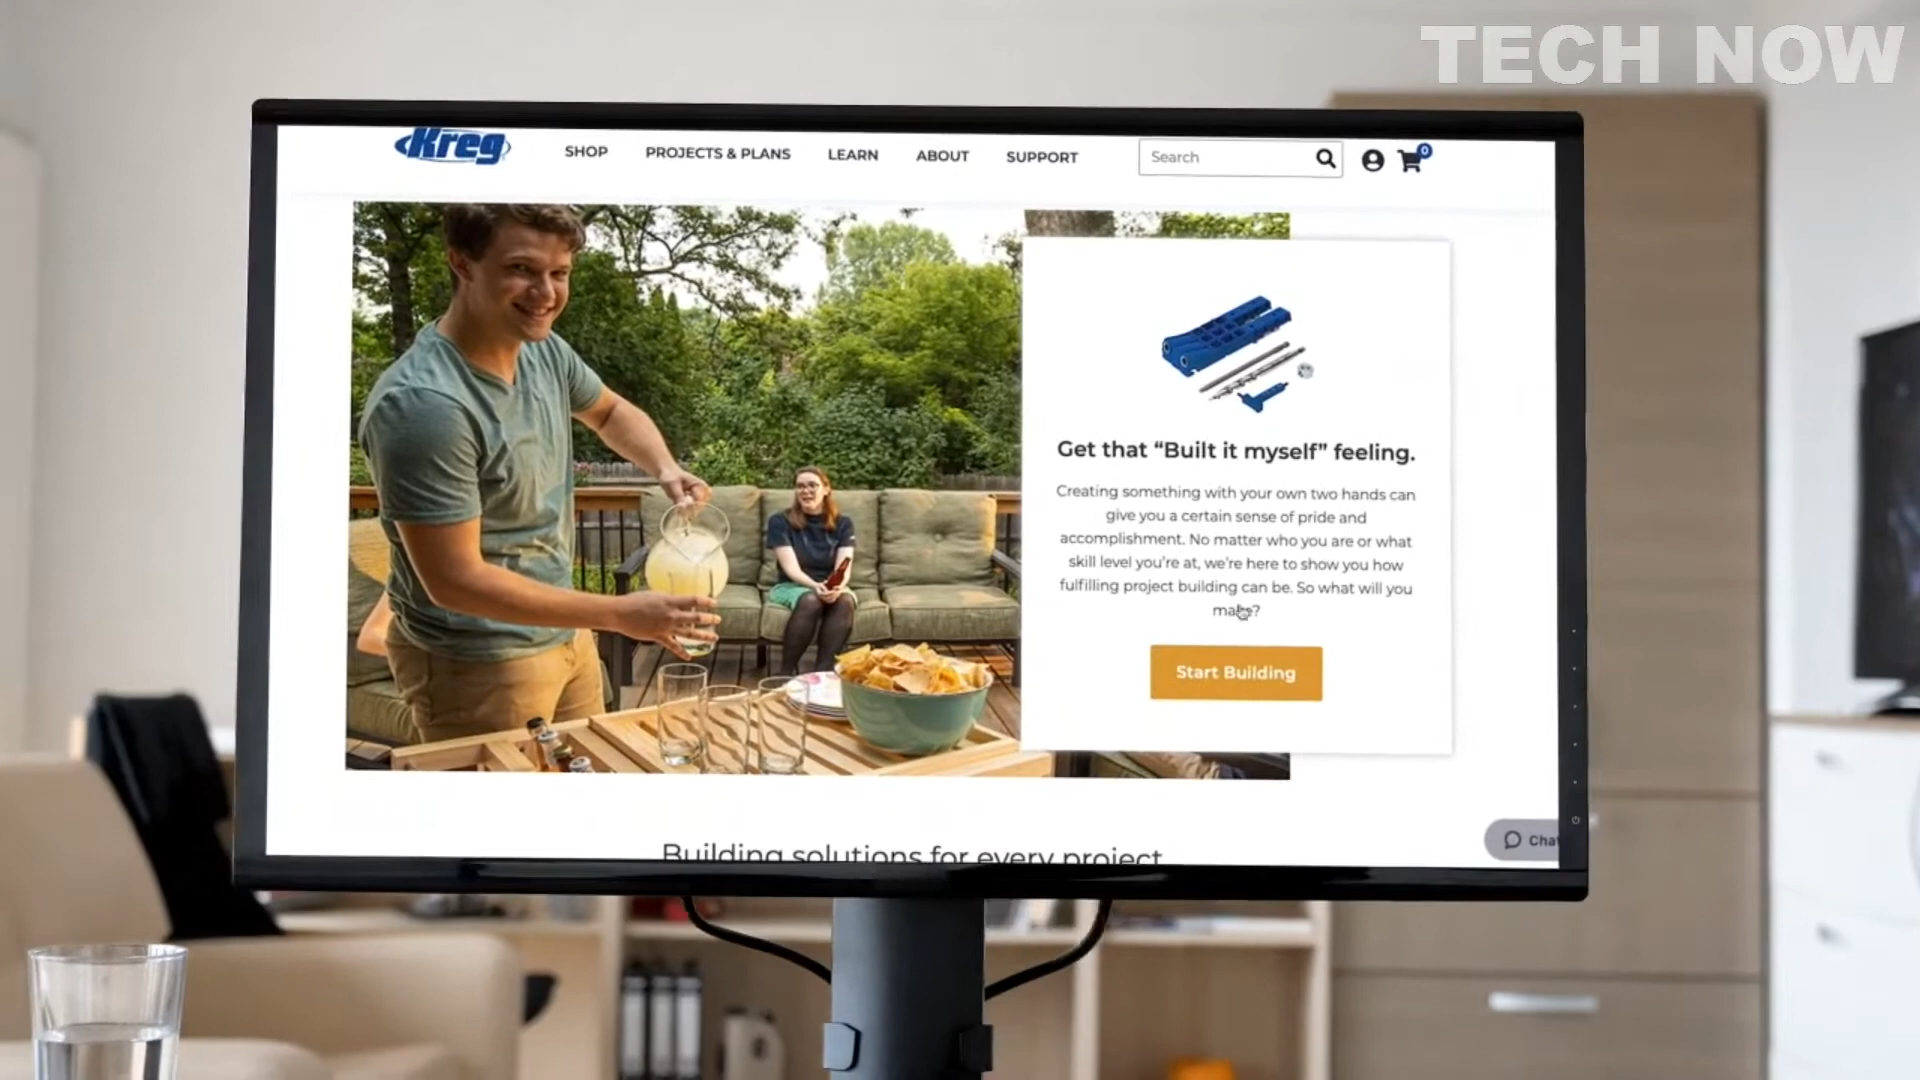 TECH NOW
Kreg
SHOP PROJECTS & PLANS LEARN ABOUT SUPPORT
Search
0
Get that “Built it myself” feeling.
Creating something with your own two hands can
give you a certain sense of pride and
accomplishment. No matter who you are or what
skill level you’re at, we’re here to show you how
fulfilling project building can be. So what will you
make?
Start Building
Building solutions for every project
Chat